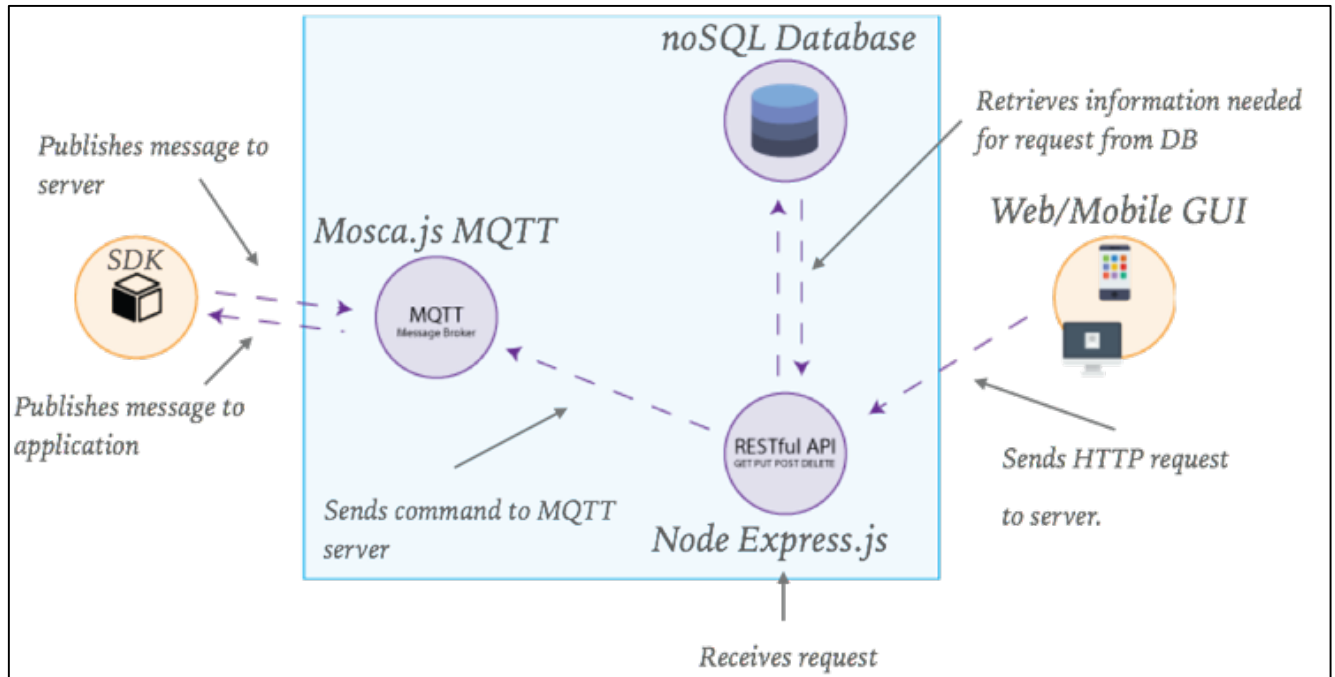 noSQL Database
Retrieves information needed
for request from DB
Publishes message to
server
Web/Mobile GUI
Mosca.js MQTT
SDK
MQTT
Message Broker
Publishes message to
application
RESTful API
GET PUT POST DELETE
Sends HTTP request
to server.
Sends command to MQTT
server
Node Express.js
Receives request